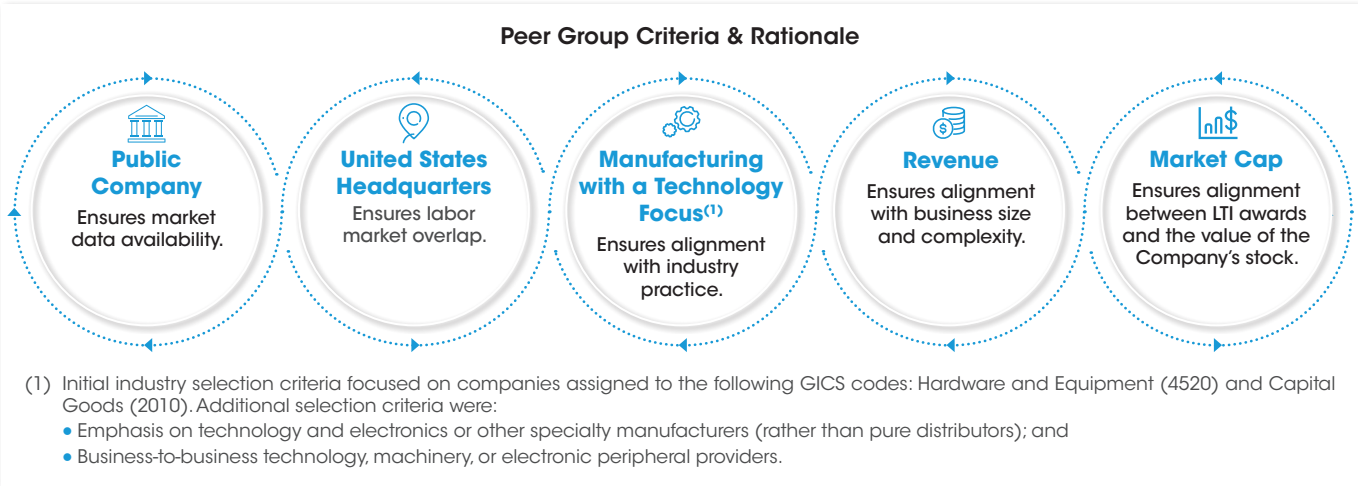 Peer Group Criteria & Rationale
Public
Company
Ensures market
data availability.
United States
Headquarters
Ensures labor
market overlap.
Manufacturing
with a Technology
Focus(1)
Ensures alignment
with industry
practice.
Revenue
Ensures alignment
with business size
and complexity.
Market Cap
Ensures alignment
between LTI awards
and the value of the
Company's stock.
(1) Initial industry selection criteria focused on companies assigned to the following GICS codes: Hardware and Equipment (4520) and Capital
Goods (2010). Additional selection criteria were:
• Emphasis on technology and electronics or other specialty manufacturers (rather than pure distributors); and
• Business-to-business technology, machinery, or electronic peripheral providers.